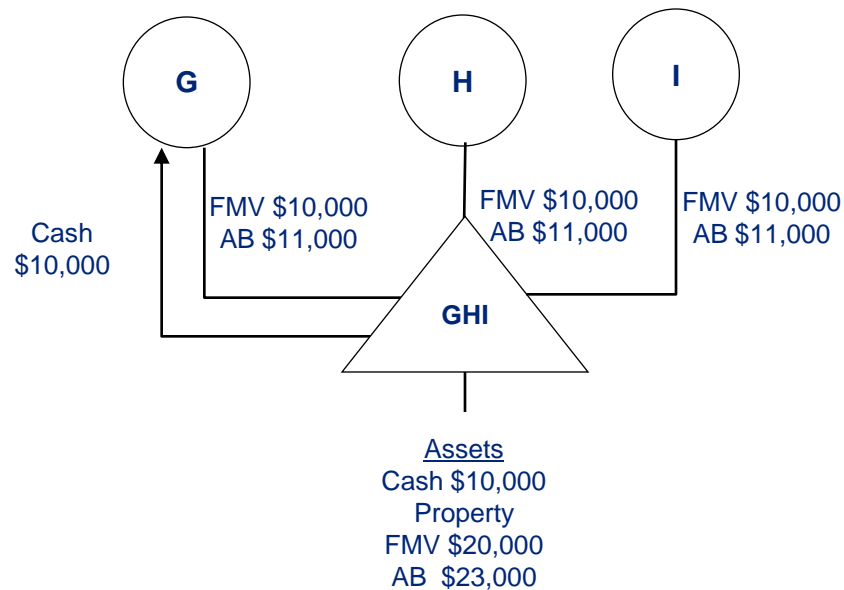 G
H
I
Cash
$10,000
FMV $10,000
AB $11,000
FMV $10,000
AB $11,000
FMV $10,000
AB $11,000
GHI
Assets
Cash $10,000
Property
FMV $20,000
AB $23,000